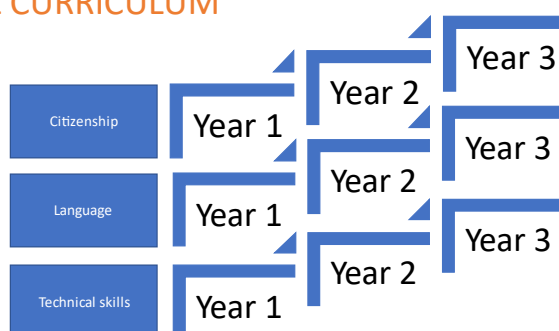 CURRICULUM
Citizenship
Year 1
Year 2
Year 3
Language
Year 1
Year 2
Year 3
Technical skills
Year 1
Year 2
Year 3